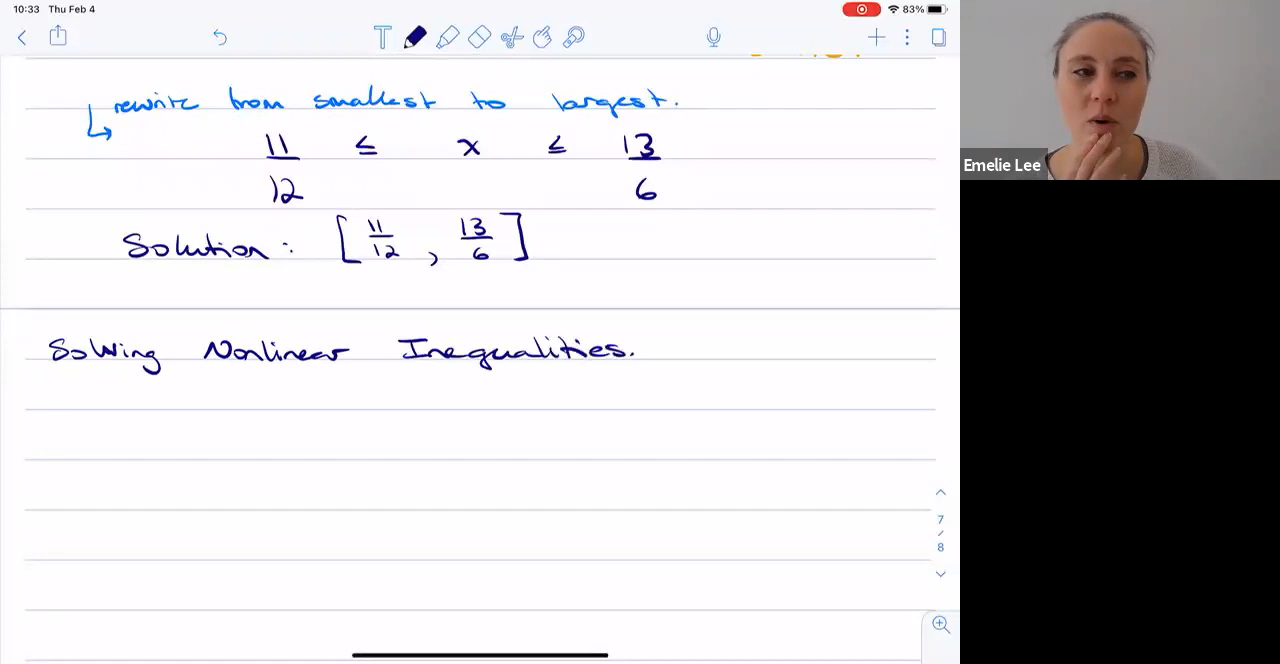 10:33 Thu Feb 4
83%
rewrite from smallest to largest.
11/12 ≤ x ≤ 13/6
Solution: [11/12, 13/6]
Solving Nonlinear Inequalities.
Emelie Lee
7/8